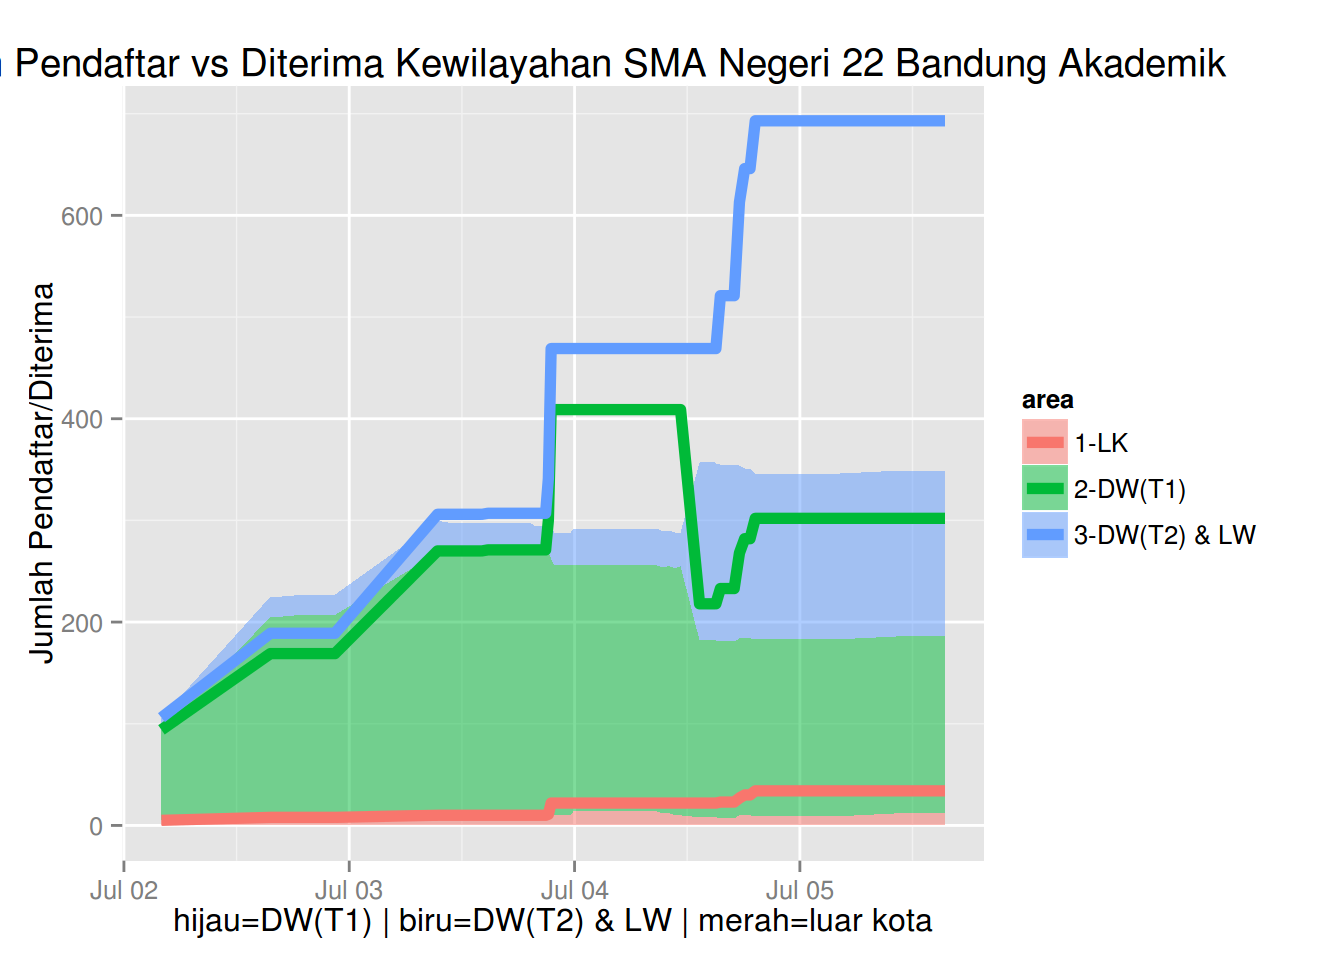 Pendaftar vs Diterima Kewilayahan SMA Negeri 22 Bandung Akademik
Jumlah Pendaftar/Diterima
600
400
200
0
Jul 02
Jul 03
Jul 04
Jul 05
hijau=DW(T1) | biru=DW(T2) & LW | merah=luar kota
area
1-LK
2-DW(T1)
3-DW(T2) & LW